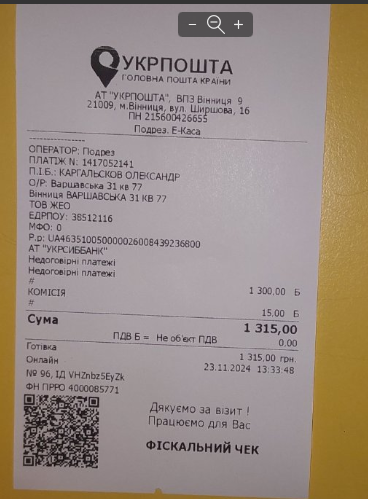 УКРПОШТА
ГОЛОВНА ПОШТА КРАЇНИ
АТ "УКРПОШТА", ВПЗ Вінниця 9
21009, м.Вінниця, вул. Ширшова, 16
ПН 215600426655
Подрез. Е-Каса
ОПЕРАТОР: Подрез
ПЛАТІЖ N: 1417052141
П.І.Б.: КАРГАЛЬСКОВ ОЛЕКСАНДР
О/Р: Варшавська 31 кв 77
Вінниця ВАРШАВСЬКА 31 КВ 77
ТОВ ЖЕО
ЕДРПОУ: 38512116
МФО: 0
Р.р: UA463510050000026008439236800
АТ "УКРСИББАНК"
Недоговірні платежі
Недоговірні платежі
#
1 300,00 Б
КОМІСІЯ
#
15,00 Б
Сума 1 315,00
ПДВ Б = Не об'єкт ПДВ 0.00
Готівка 1 315,00 грн.
Онлайн 23.11.2024 13:33:48
№ 96, ІД VHZnbz5EyZk
ФН ПРРО 4000085771
Дякуємо за візит !
Працюємо для Вас
ФІСКАЛЬНИЙ ЧЕК